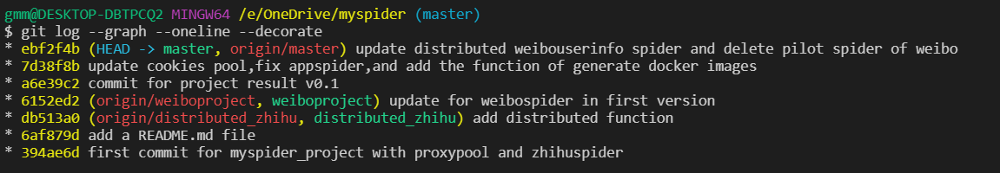 gmm@DESKTOP-DBTPCQ2 MINGW64 /e/OneDrive/myspider (master)
$ git log --graph --oneline --decorate
* ebf2f4b (HEAD -> master, origin/master) update distributed weibouserinfo spider and delete pilot spider of weibo
* 7d38f8b update cookies pool,fix appspider,and add the function of generate docker images
* a6e39c2 commit for project result v0.1
* 6152ed2 (origin/weiboproject, weiboproject) update for weibospider in first version
* db513a0 (origin/distributed_zhihu, distributed_zhihu) add distributed function
* 6af879d add a README.md file
* 394ae6d first commit for myspider_project with proxypool and zhihuspider